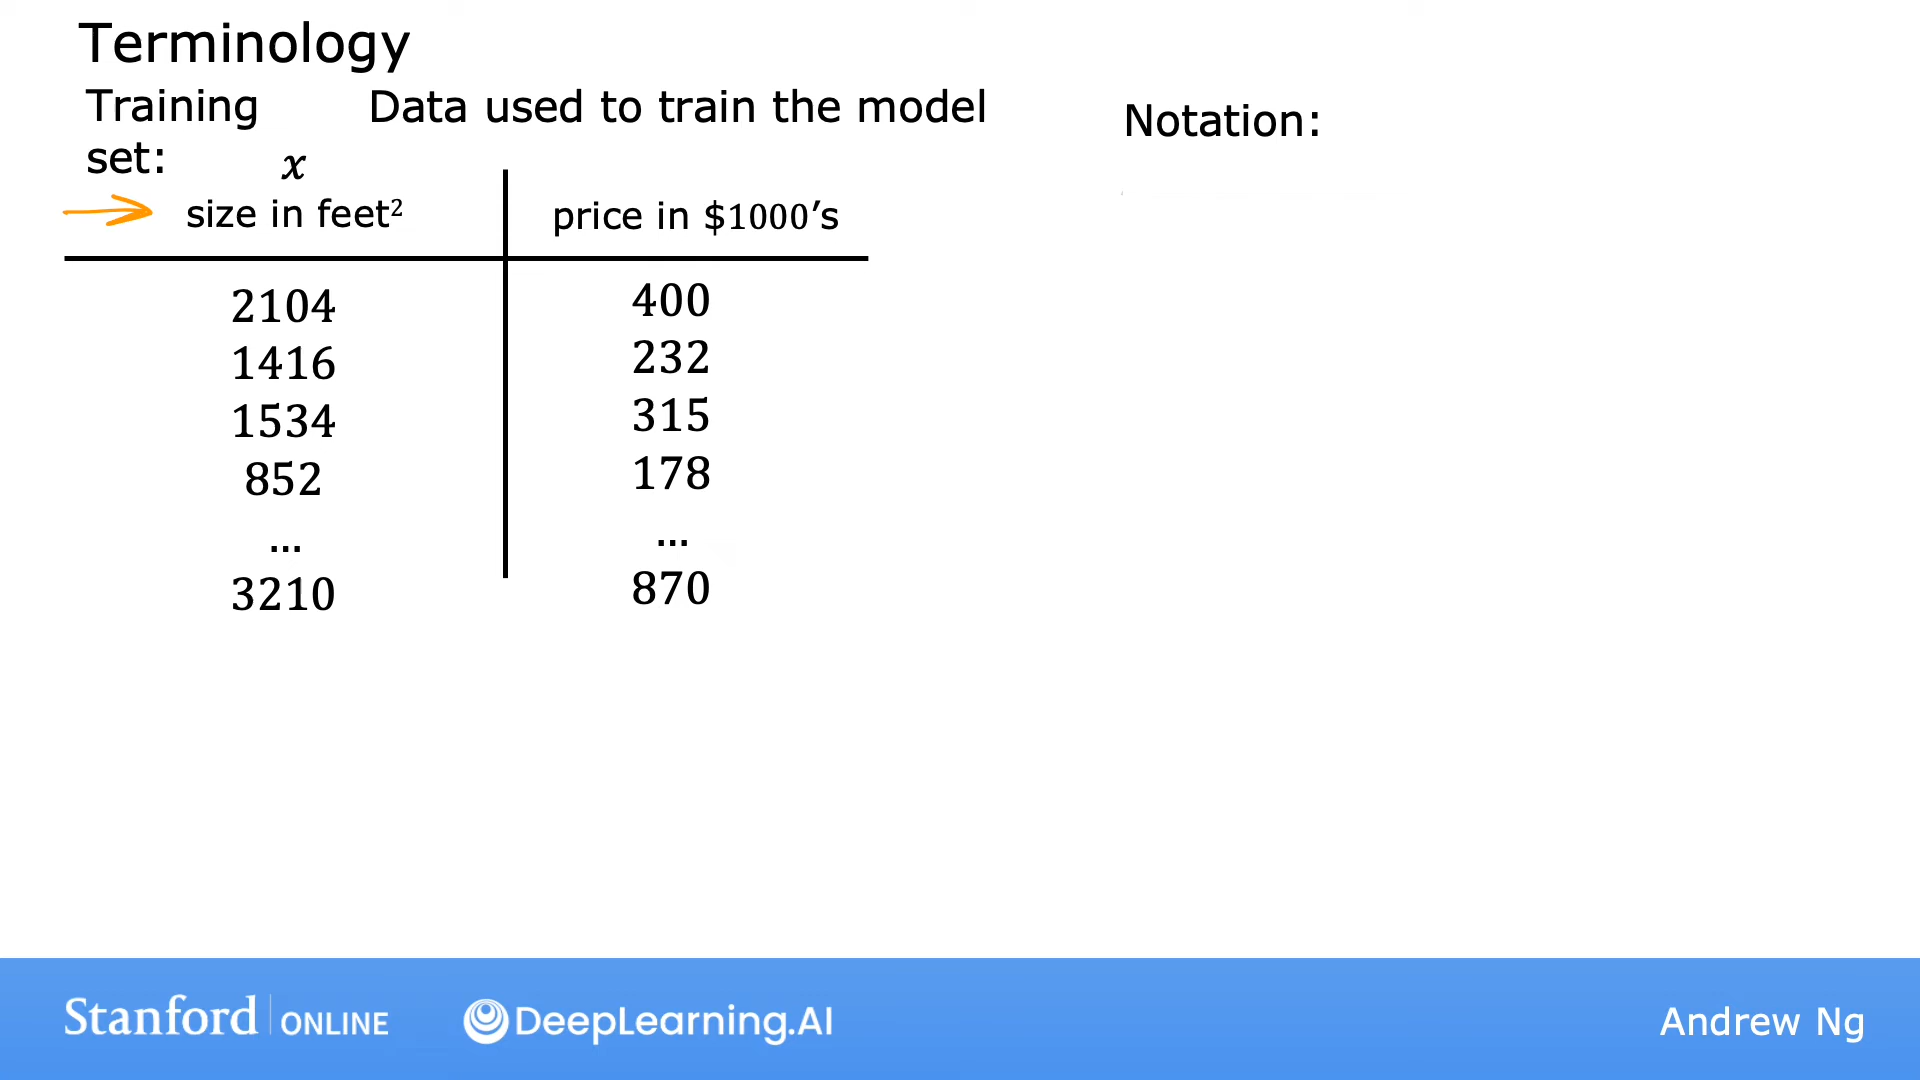 Terminology
Training set:
Data used to train the model
Notation:
x
size in feet² price in $1000’s
2104 400
1416 232
1534 315
852 178
... ...
3210 870
Stanford ONLINE DeepLearning.AI Andrew Ng